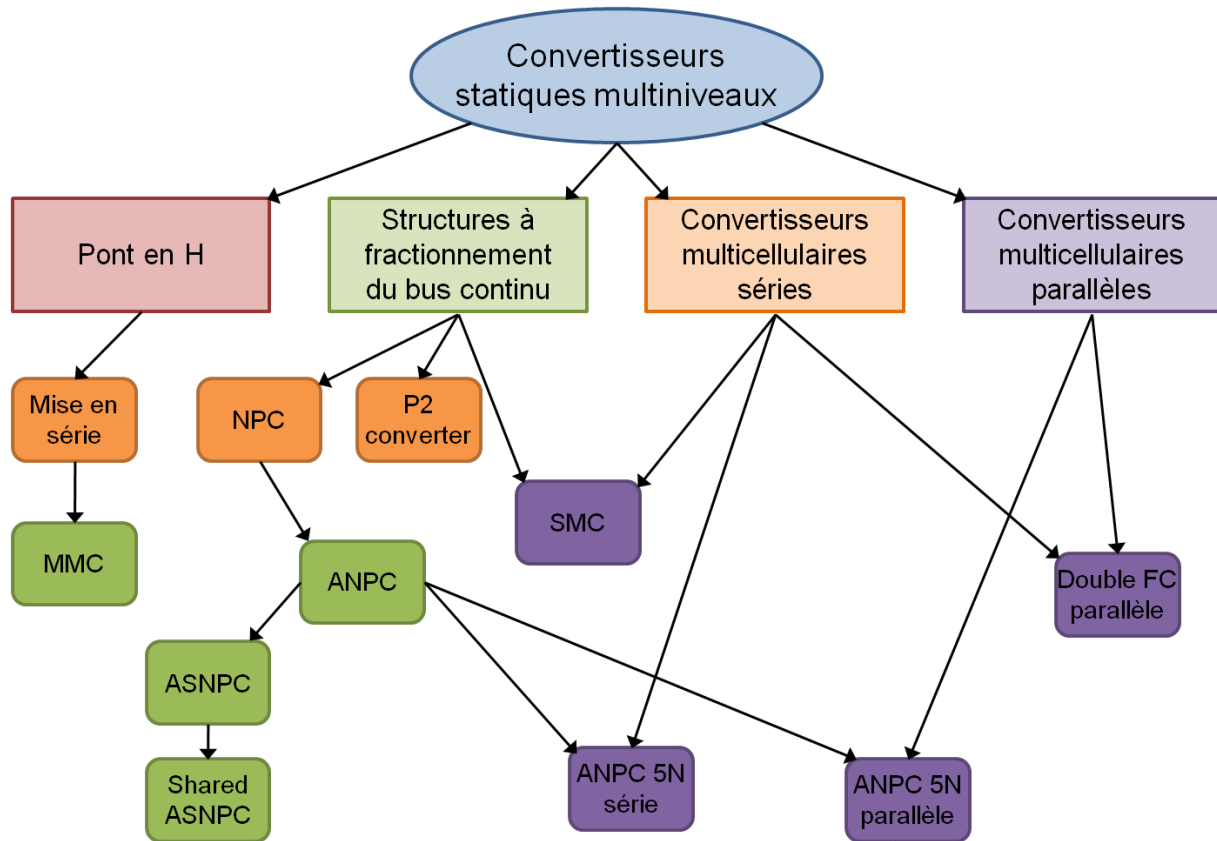 Convertisseurs
statiques multiniveaux
Pont en H
Structures à
fractionnement
du bus continu
Convertisseurs
multicellulaires
séries
Convertisseurs
multicellulaires
parallèles
Mise en
série
NPC
P2
converter
SMC
MMC
ANPC
Double FC
parallèle
ASNPC
Shared
ASNPC
ANPC 5N
série
ANPC 5N
parallèle